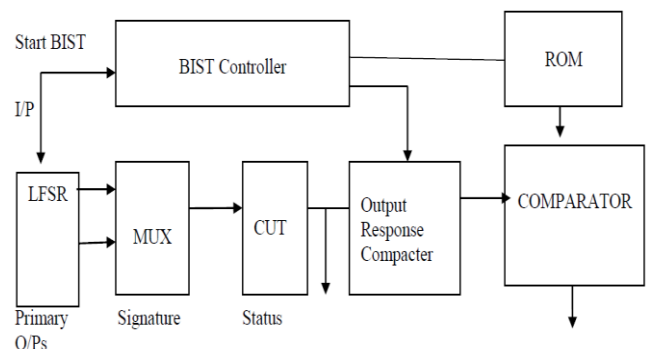 Start BIST
BIST Controller
ROM
I/P
LFSR
MUX
CUT
Output
Response
Compacter
COMPARATOR
Primary
O/Ps
Signature
Status